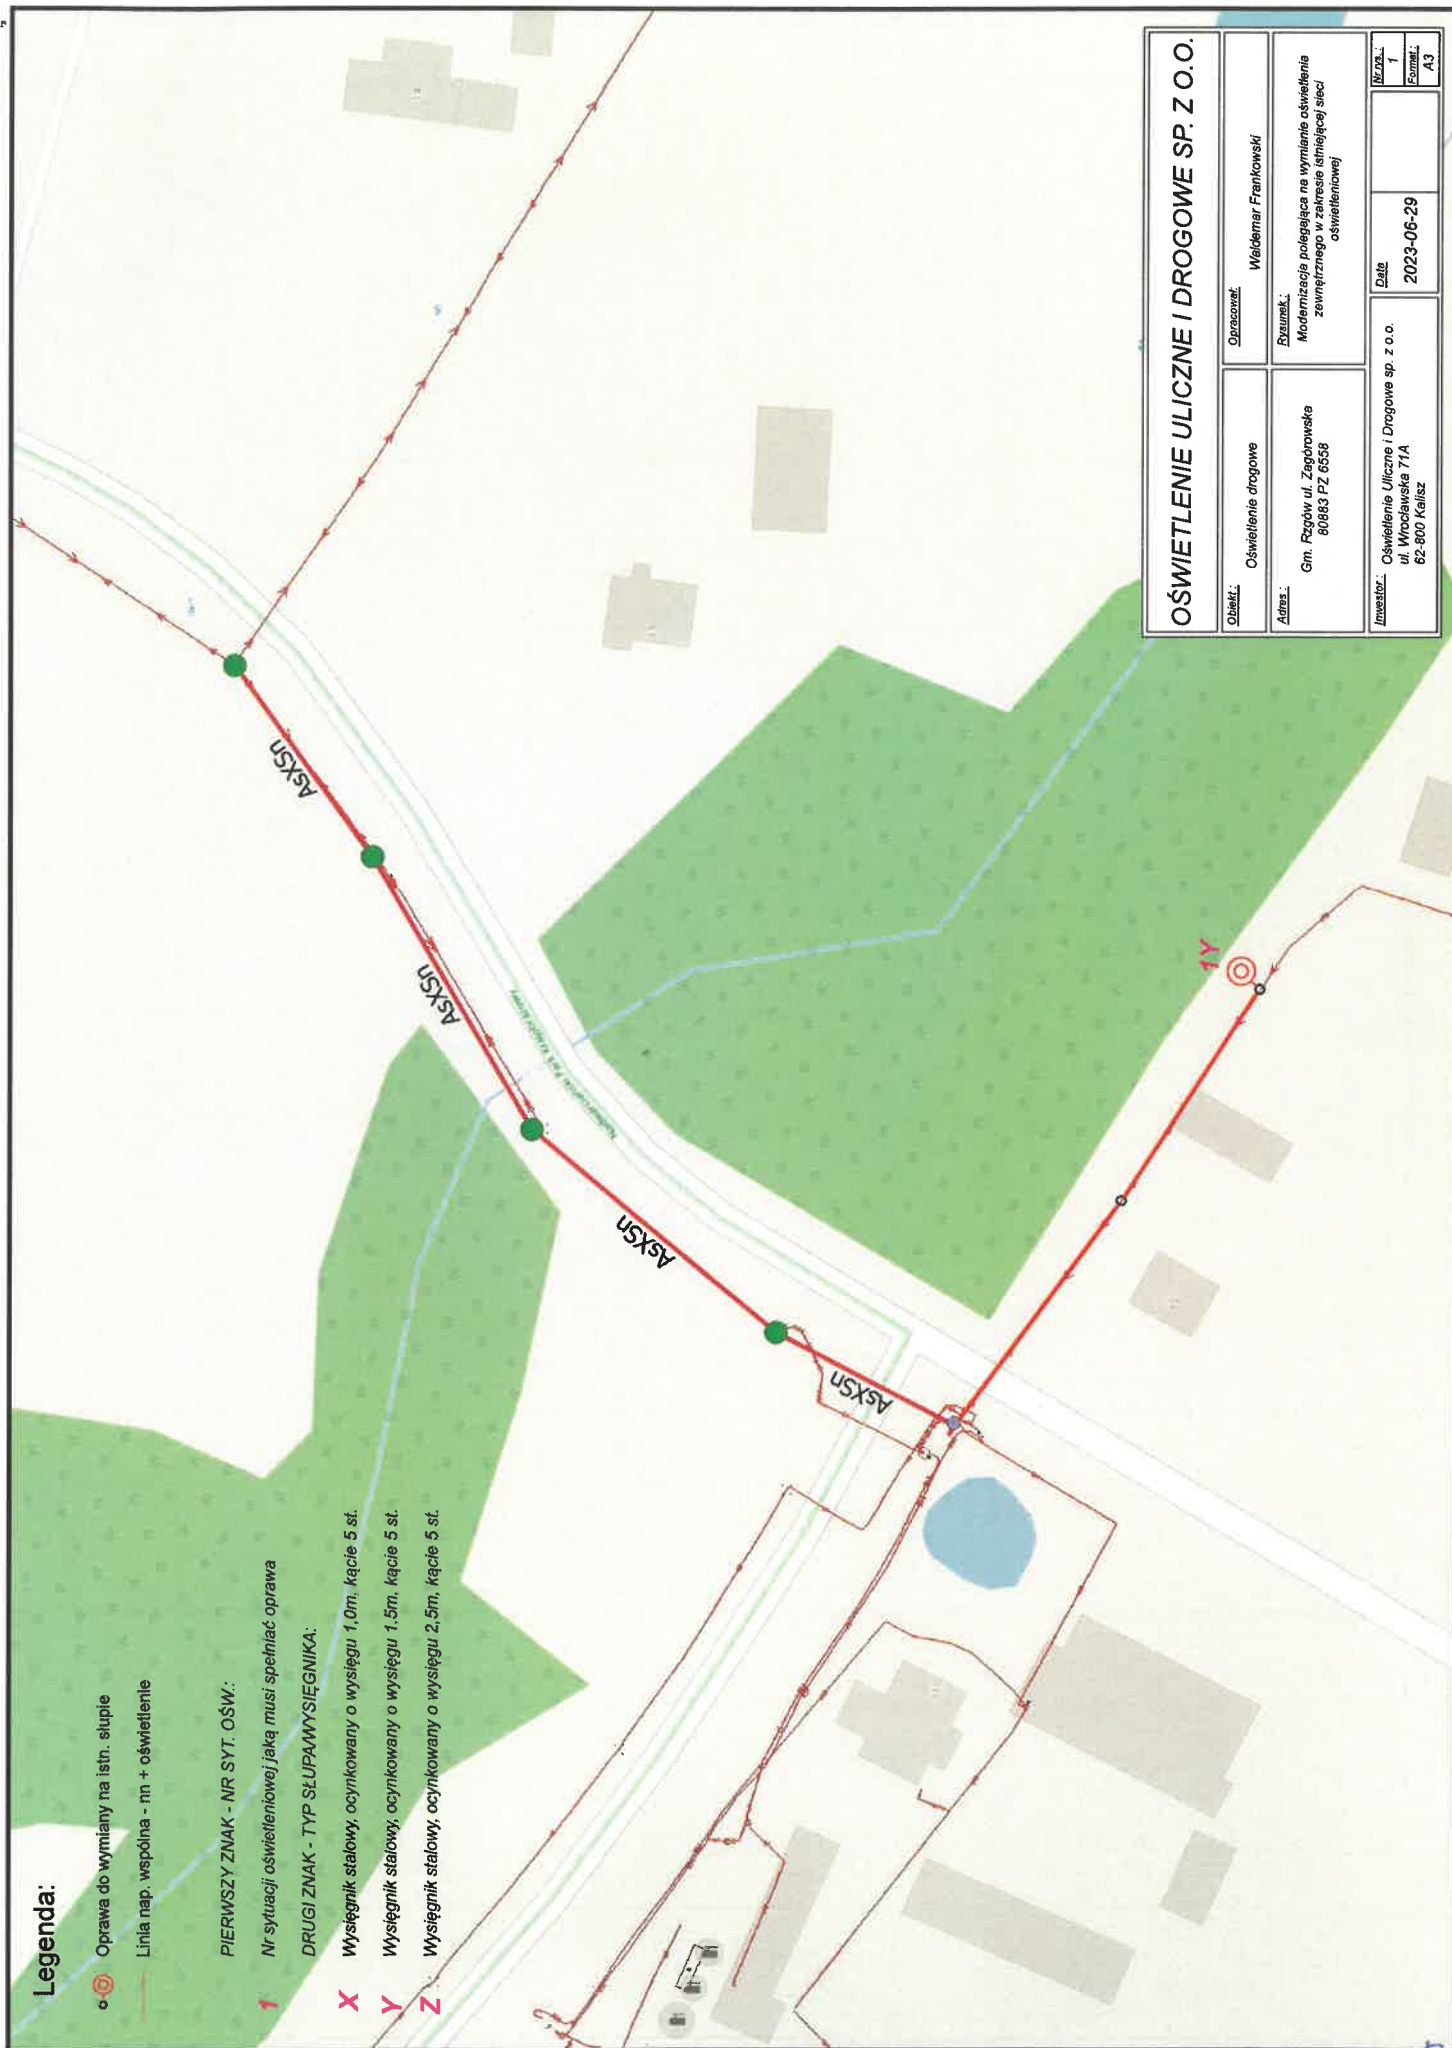 Legenda:
Oprawa do wymiany na istn. słupie
Linia nap. wspólna - nn + oświetlenie
PIERWSZY ZNAK - NR SYT. OŚW.:
1 Nr sytuacji oświetleniowej jaką musi spełniać oprawa
DRUGI ZNAK - TYP SŁUPA/WYSIĘGNIKA:
X Wysięgnik stalowy, ocynkowany o wysięgu 1,0m, kącie 5 st.
Y Wysięgnik stalowy, ocynkowany o wysięgu 1,5m, kącie 5 st.
Z Wysięgnik stalowy, ocynkowany o wysięgu 2,5m, kącie 5 st.
AsXSn
AsXSn
AsXSn
AsXSn
1Y
OŚWIETLENIE ULICZNE I DROGOWE SP. Z O.O.
Obiekt:
Oświetlenie drogowe
Opracował:
Waldemar Frankowski
Adres:
Gm. Rzgów ul. Zagórowska
80883 PZ 6558
Rysunek:
Modernizacja polegająca na wymianie oświetlenia
zewnętrznego w zakresie istniejącej sieci
oświetleniowej
Inwestor:
Oświetlenie Uliczne i Drogowe sp. z o.o.
ul. Wrocławska 71A
62-800 Kalisz
Data
2023-06-29
Nr rys.:
1
Format:
A3